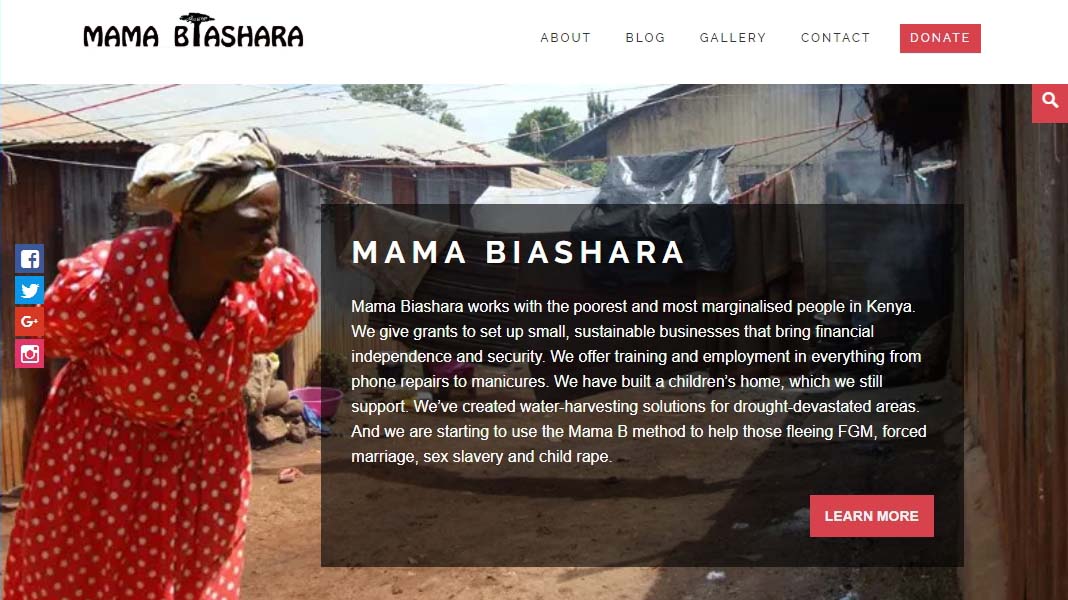 MAMA BIASHARA
ABOUT
BLOG
GALLERY
CONTACT
DONATE
MAMA BIASHARA
Mama Biashara works with the poorest and most marginalised people in Kenya.
We give grants to set up small, sustainable businesses that bring financial
independence and security. We offer training and employment in everything from
phone repairs to manicures. We have built a children’s home, which we still
support. We’ve created water-harvesting solutions for drought-devastated areas.
And we are starting to use the Mama B method to help those fleeing FGM, forced
marriage, sex slavery and child rape.
LEARN MORE